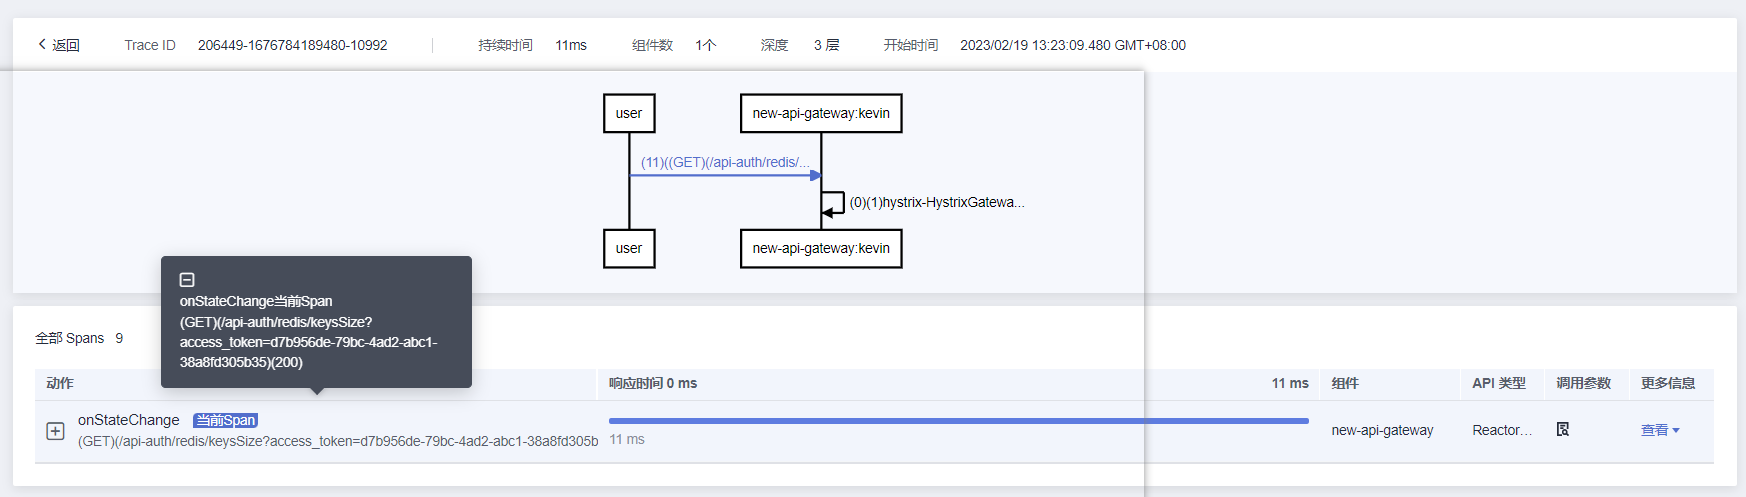 返回 Trace ID 206449-1676784189480-10992 持续时间 11ms 组件数 1个 深度 3 层 开始时间 2023/02/19 13:23:09.480 GMT+08:00
user new-api-gateway:kevin
(11)((GET)(/api-auth/redis/...
(0)(1)hystrix-HystrixGatewa...
user new-api-gateway:kevin
onStateChange当前Span
(GET)(/api-auth/redis/keysSize?
access_token=d7b956de-79bc-4ad2-abc1-
38a8fd305b35)(200)
全部 Spans 9
动作 响应时间 0 ms 11 ms 组件 API 类型 调用参数 更多信息
onStateChange 当前Span
(GET)(/api-auth/redis/keysSize?access_token=d7b956de-79bc-4ad2-abc1-38a8fd305b
11 ms
new-api-gateway Reactor... 查看